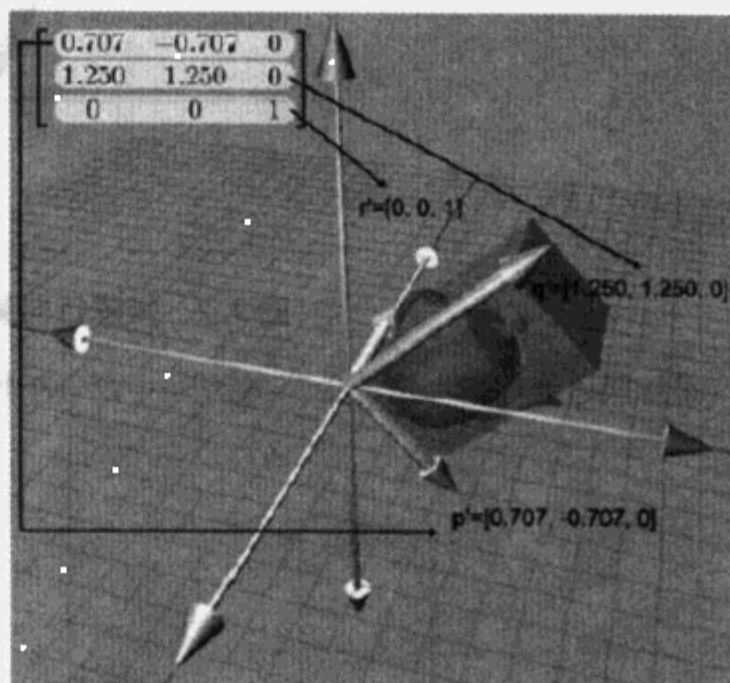 0.707 −0.707 0
1.250 1.250 0
0 0 1
r'=[0, 0, 1]
q'=[1.250, 1.250, 0]
p'=[0.707, -0.707, 0]